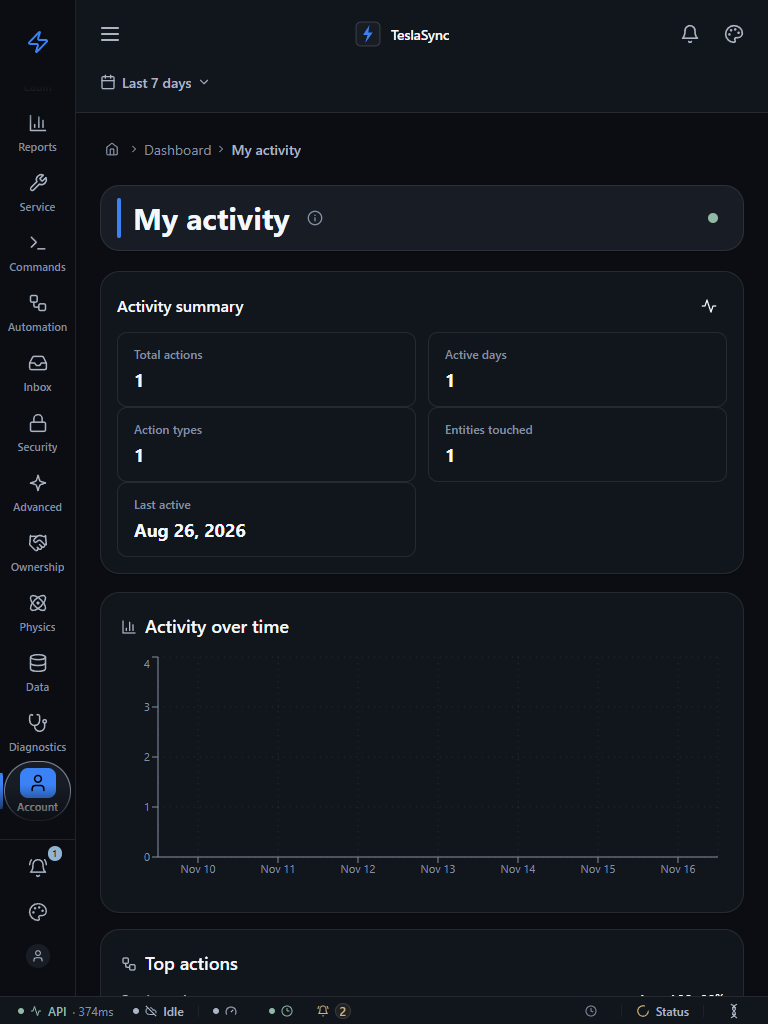 TeslaSync
Last 7 days
Dashboard
My activity
Reports
Service
Commands
Automation
Inbox
Security
Advanced
Ownership
Physics
Data
Diagnostics
Account
1
My activity
Activity summary
Total actions
1
Active days
1
Action types
1
Entities touched
1
Last active
Aug 26, 2026
Activity over time
4
3
2
1
0
Nov 10
Nov 11
Nov 12
Nov 13
Nov 14
Nov 15
Nov 16
Top actions
API · 374ms
Idle
2
Status